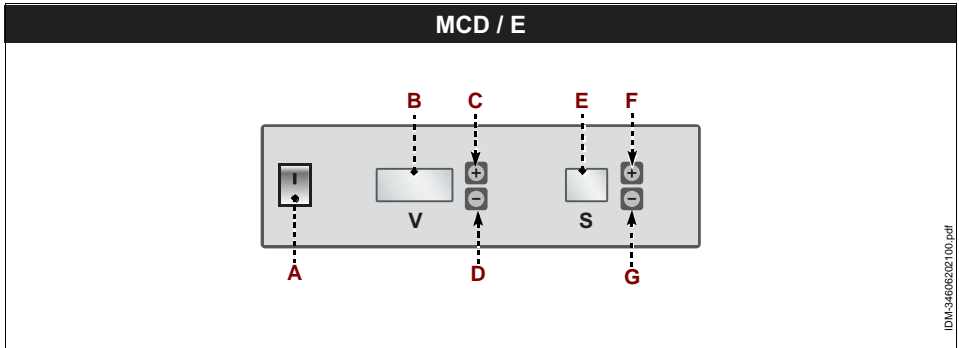 MCD / E
B
C
E
F
I
+
+
−
−
V
S
A
D
G
IDM-34606202100.pdf